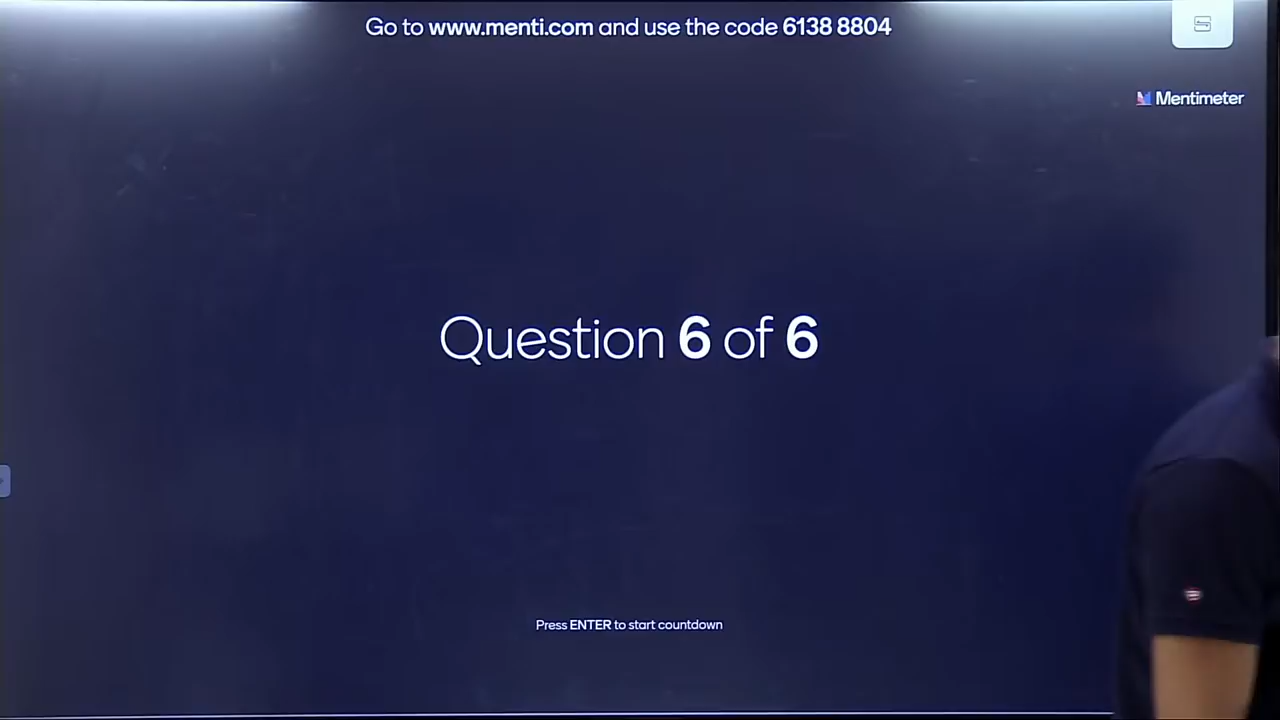 Go to www.menti.com and use the code 6138 8804
Mentimeter
Question 6 of 6
Press ENTER to start countdown